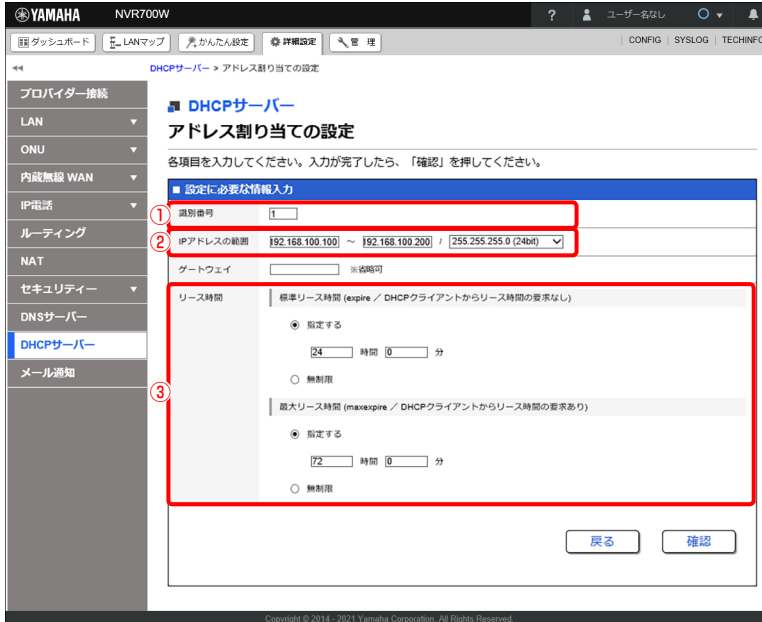 YAMAHA NVR700W ? ユーザー名なし
ダッシュボード LANマップ かんたん設定 詳細設定 管 理 CONFIG SYSLOG TECHINFO
DHCPサーバー > アドレス割り当ての設定
プロバイダー接続
LAN
ONU
内蔵無線 WAN
IP電話
ルーティング
NAT
セキュリティー
DNSサーバー
DHCPサーバー
メール通知
DHCPサーバー
アドレス割り当ての設定
各項目を入力してください。入力が完了したら、「確認」を押してください。
■ 設定に必要な情報入力
① 識別番号 1
② IPアドレスの範囲 192.168.100.100 ～ 192.168.100.200 / 255.255.255.0 (24bit)
ゲートウェイ ※省略可
③ リース時間 標準リース時間 (expire / DHCPクライアントからリース時間の要求なし)
指定する
24 時間 0 分
無制限
最大リース時間 (maxexpire / DHCPクライアントからリース時間の要求あり)
指定する
72 時間 0 分
無制限
戻る 確認
Copyright © 2014 - 2021 Yamaha Corporation. All Rights Reserved.